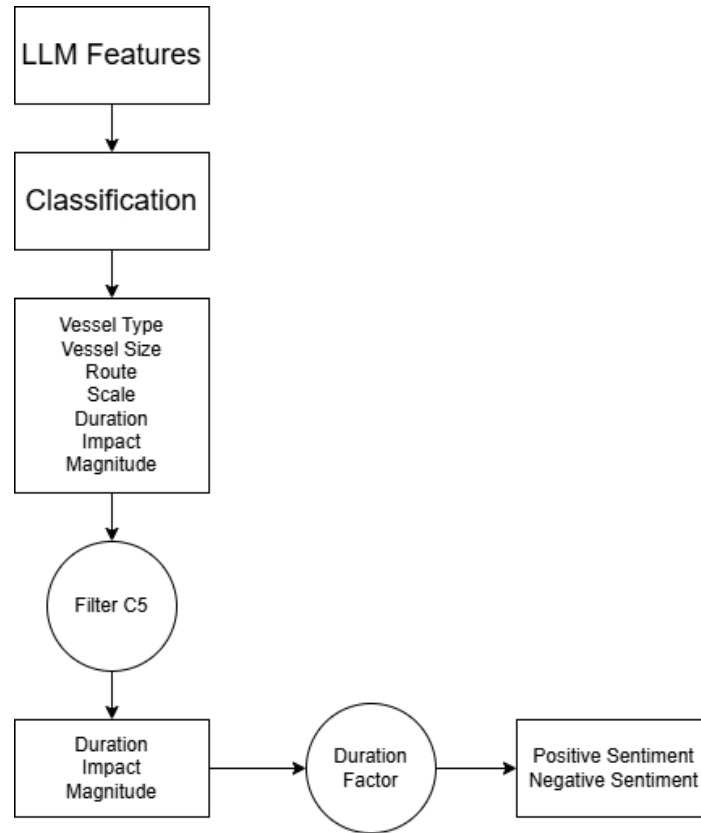 LLM Features
Classification
Vessel Type
Vessel Size
Route
Scale
Duration
Impact
Magnitude
Filter C5
Duration
Impact
Magnitude
Duration
Factor
Positive Sentiment
Negative Sentiment